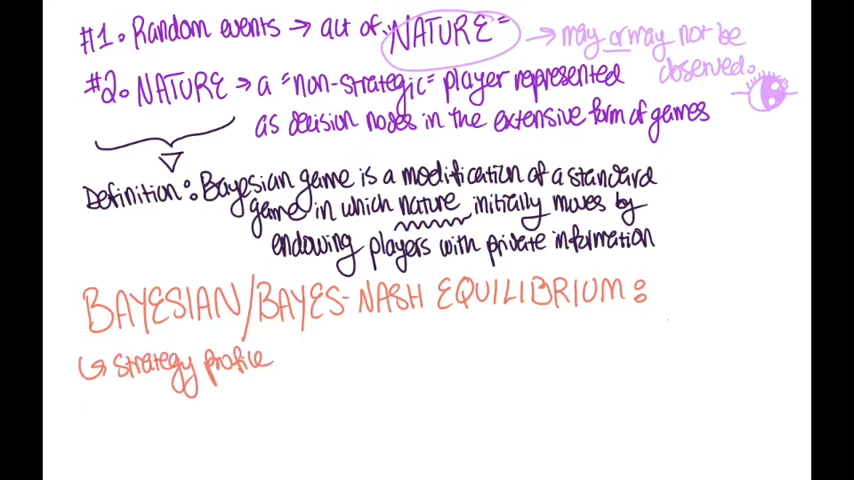 #1. Random events → act of "NATURE" → may or may not be
observed.
#2. NATURE → a "non-strategic" player represented
as decision nodes in the extensive form of games
Definition: Bayesian game is a modification of a standard
game in which nature initially moves by
endowing players with private information
BAYESIAN/BAYES-NASH EQUILIBRIUM:
↳ strategy profile